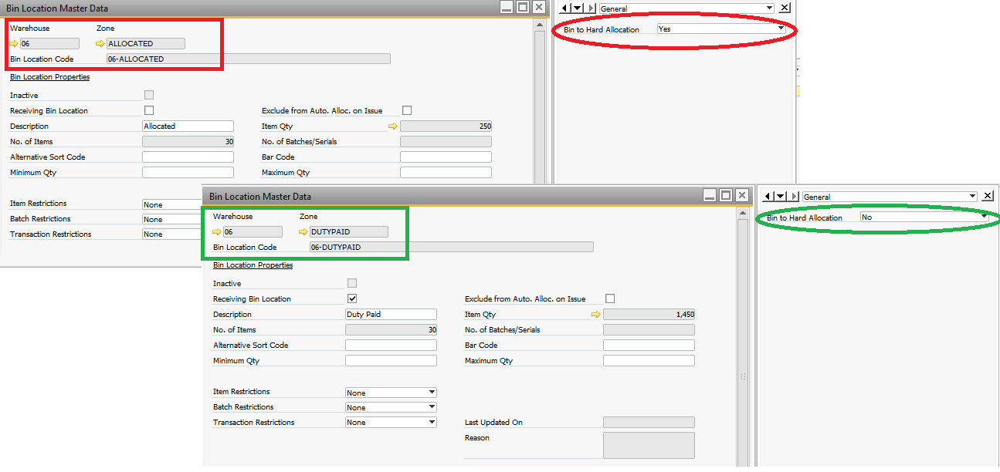 Bin Location Master Data
Warehouse Zone
06 ALLOCATED
Bin Location Code 06-ALLOCATED
Bin Location Properties
Inactive
Receiving Bin Location Exclude from Auto. Alloc. on Issue
Description Allocated Item Qty 250
No. of Items 30 No. of Batches/Serials
Alternative Sort Code Bar Code
Minimum Qty Maximum Qty
Item Restrictions None
Batch Restrictions None
Transaction Restrictions None
General
Bin to Hard Allocation Yes
Bin Location Master Data
Warehouse Zone
06 DUTYPAID
Bin Location Code 06-DUTYPAID
Bin Location Properties
Inactive
Receiving Bin Location Exclude from Auto. Alloc. on Issue
Description Duty Paid Item Qty 1,450
No. of Items 30 No. of Batches/Serials
Alternative Sort Code Bar Code
Minimum Qty Maximum Qty
Item Restrictions None
Batch Restrictions None
Transaction Restrictions None Last Updated On
Reason
General
Bin to Hard Allocation No